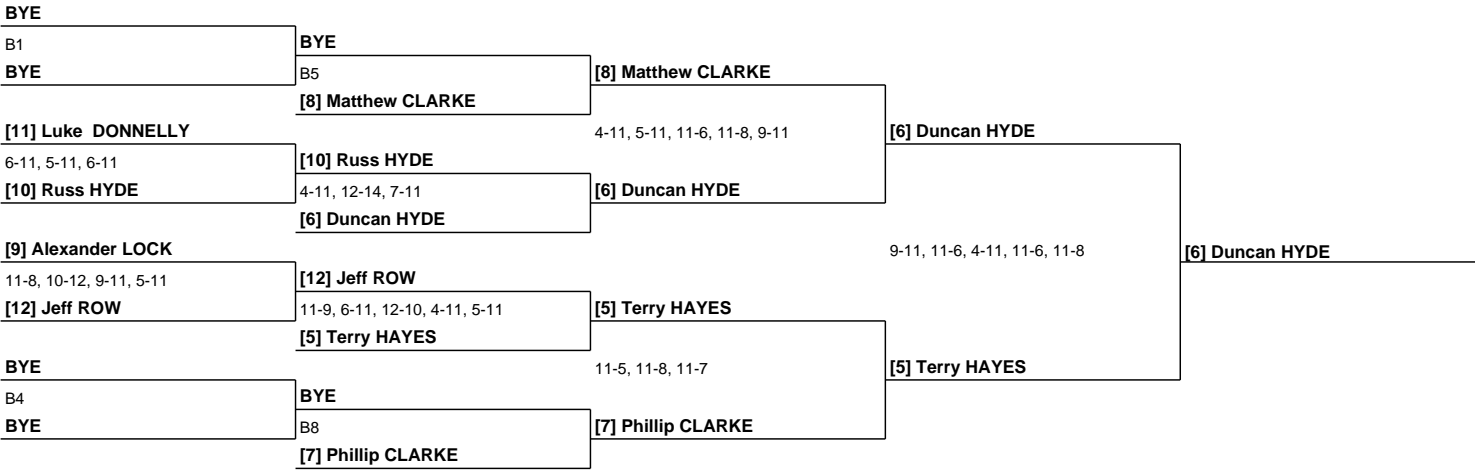 BYE
B1
BYE
BYE
B5
[8] Matthew CLARKE
[8] Matthew CLARKE
[11] Luke  DONNELLY
4-11, 5-11, 11-6, 11-8, 9-11
[6] Duncan HYDE
6-11, 5-11, 6-11
[10] Russ HYDE
[10] Russ HYDE
4-11, 12-14, 7-11
[6] Duncan HYDE
[6] Duncan HYDE
[9] Alexander LOCK
9-11, 11-6, 4-11, 11-6, 11-8
[6] Duncan HYDE
11-8, 10-12, 9-11, 5-11
[12] Jeff ROW
[12] Jeff ROW
11-9, 6-11, 12-10, 4-11, 5-11
[5] Terry HAYES
[5] Terry HAYES
BYE
11-5, 11-8, 11-7
[5] Terry HAYES
B4
BYE
BYE
B8
[7] Phillip CLARKE
[7] Phillip CLARKE